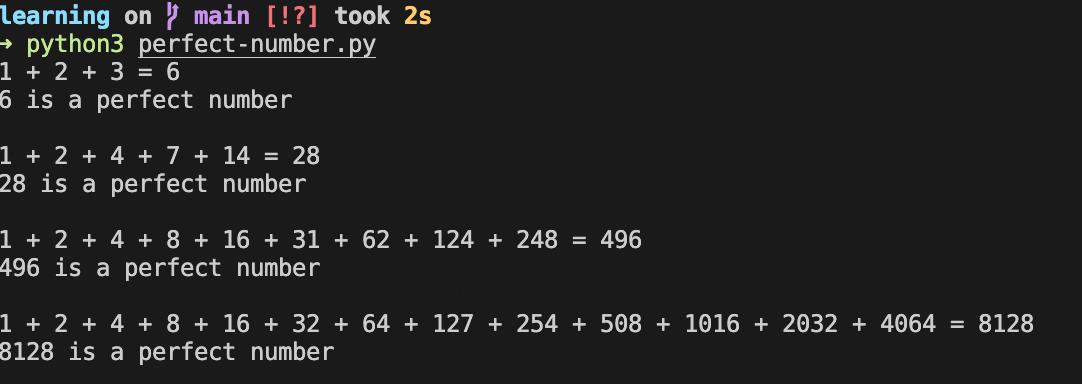 learning on main [!?] took 2s
→ python3 perfect-number.py
1 + 2 + 3 = 6
6 is a perfect number
1 + 2 + 4 + 7 + 14 = 28
28 is a perfect number
1 + 2 + 4 + 8 + 16 + 31 + 62 + 124 + 248 = 496
496 is a perfect number
1 + 2 + 4 + 8 + 16 + 32 + 64 + 127 + 254 + 508 + 1016 + 2032 + 4064 = 8128
8128 is a perfect number